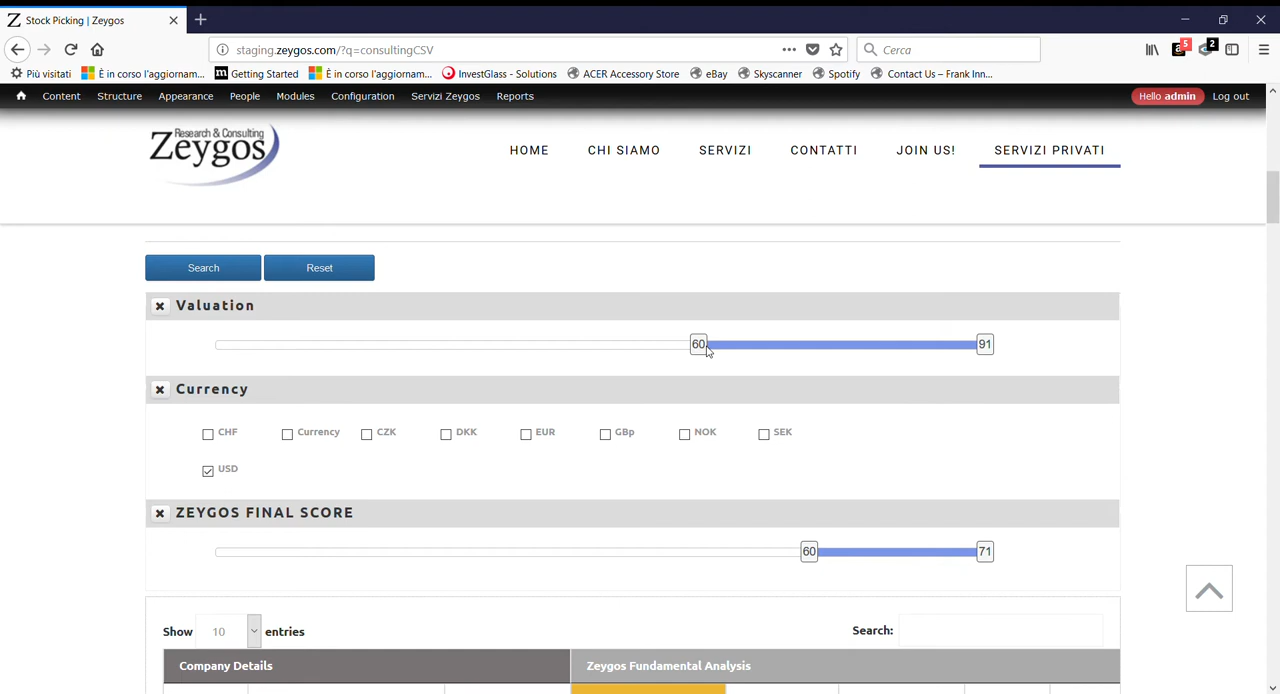 Stock Picking | Zeygos
staging.zeygos.com/?q=consultingCSV
Cerca
5
2
Più visitati
È in corso l'aggiornam...
Getting Started
È in corso l'aggiornam...
InvestGlass - Solutions
ACER Accessory Store
eBay
Skyscanner
Spotify
Contact Us – Frank Inn...
Content
Structure
Appearance
People
Modules
Configuration
Servizi Zeygos
Reports
Hello admin
Log out
Research & Consulting
Zeygos
HOME
CHI SIAMO
SERVIZI
CONTATTI
JOIN US!
SERVIZI PRIVATI
Search
Reset
Valuation
60
91
Currency
CHF
Currency
CZK
DKK
EUR
GBp
NOK
SEK
USD
ZEYGOS FINAL SCORE
60
71
Show 10 entries
Search:
Company Details
Zeygos Fundamental Analysis